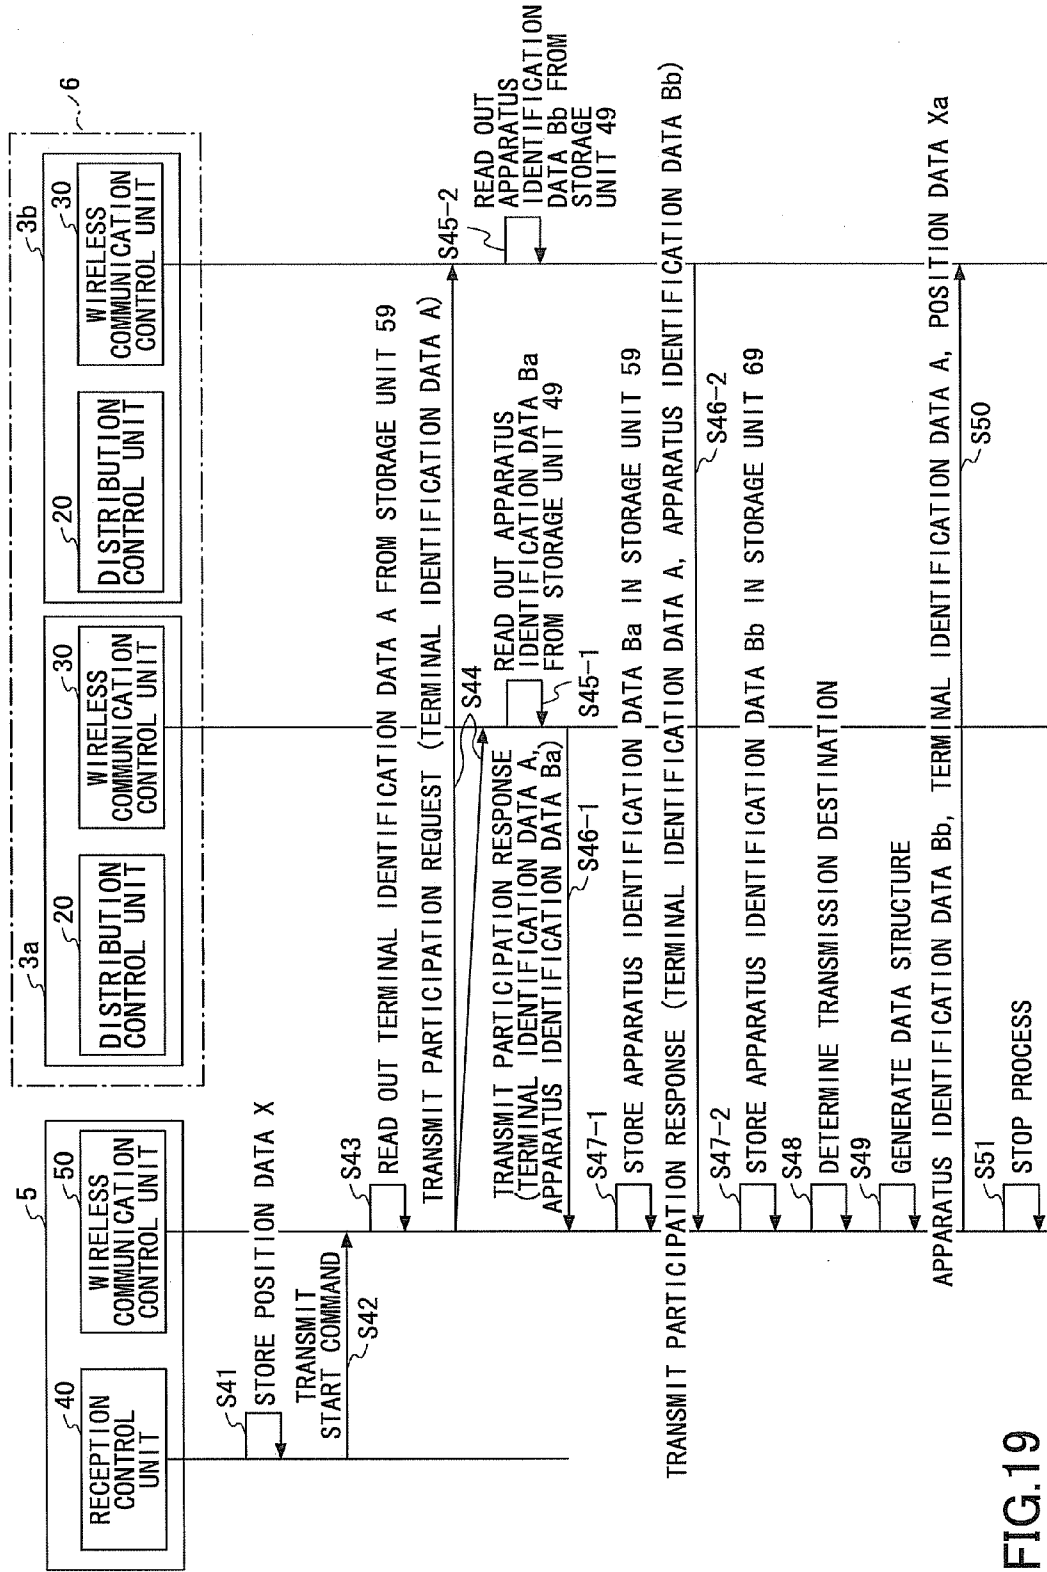 5
40
RECEPTION
CONTROL
UNIT
50
WIRELESS
COMMUNICATION
CONTROL UNIT
6
3a
20
DISTRIBUTION
CONTROL UNIT
30
WIRELESS
COMMUNICATION
CONTROL UNIT
3b
20
DISTRIBUTION
CONTROL UNIT
30
WIRELESS
COMMUNICATION
CONTROL UNIT
S41
STORE POSITION DATA X
TRANSMIT
START COMMAND
S42
S43
READ OUT TERMINAL IDENTIFICATION DATA A FROM STORAGE UNIT 59
TRANSMIT PARTICIPATION REQUEST (TERMINAL IDENTIFICATION DATA A)
S44
S45-2
READ OUT
APPARATUS
IDENTIFICATION
DATA Bb FROM
STORAGE
UNIT 49
READ OUT APPARATUS
IDENTIFICATION DATA Ba
FROM STORAGE UNIT 49
S45-1
TRANSMIT PARTICIPATION RESPONSE
(TERMINAL IDENTIFICATION DATA A,
APPARATUS IDENTIFICATION DATA Ba)
S46-1
S47-1
STORE APPARATUS IDENTIFICATION DATA Ba IN STORAGE UNIT 59
TRANSMIT PARTICIPATION RESPONSE (TERMINAL IDENTIFICATION DATA A, APPARATUS IDENTIFICATION DATA Bb)
S46-2
S47-2
STORE APPARATUS IDENTIFICATION DATA Bb IN STORAGE UNIT 69
S48
DETERMINE TRANSMISSION DESTINATION
S49
GENERATE DATA STRUCTURE
APPARATUS IDENTIFICATION DATA Bb, TERMINAL IDENTIFICATION DATA A, POSITION DATA Xa
S50
S51
STOP PROCESS
FIG.19